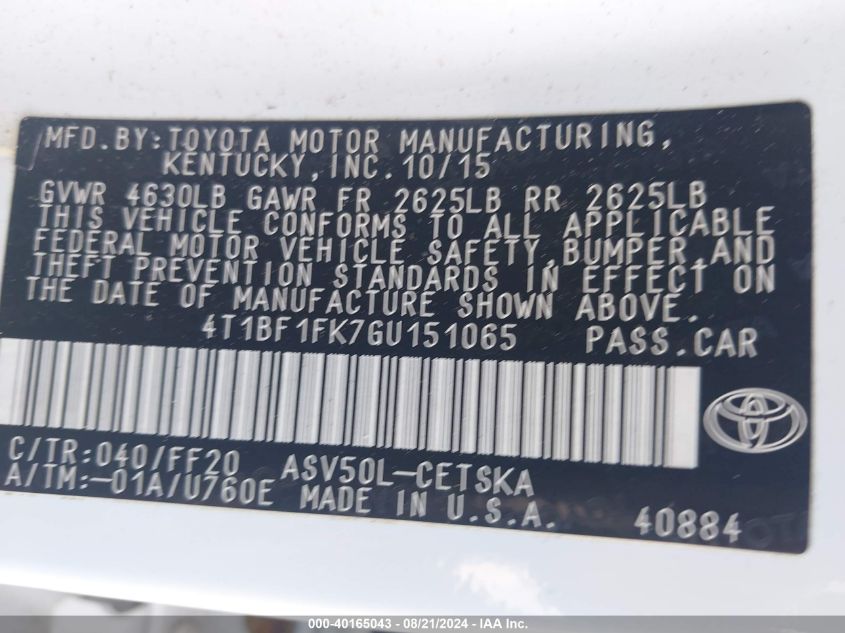 MFD.BY:TOYOTA MOTOR MANUFACTURING,
KENTUCKY,INC.10/15
GVWR 4630LB GAWR FR 2625LB RR 2625LB
THIS VEHICLE CONFORMS TO ALL APPLICABLE
FEDERAL MOTOR VEHICLE SAFETY,BUMPER,AND
THEFT PREVENTION STANDARDS IN EFFECT ON
THE DATE OF MANUFACTURE SHOWN ABOVE.
4T1BF1FK7GU151065 PASS.CAR
C/TR:040/FF20 ASV50L-CETSKA
A/TM:-01A/U760E MADE IN U.S.A. 40884
000-40165043 - 08/21/2024 - IAA Inc.